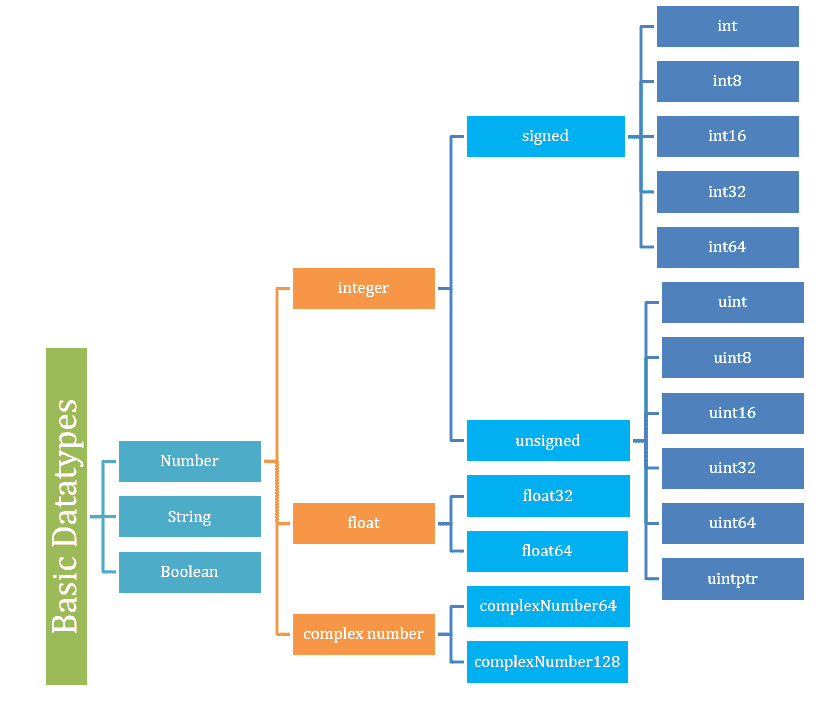 Basic Datatypes
Number
String
Boolean
integer
float
complex number
signed
unsigned
float32
float64
complexNumber64
complexNumber128
int
int8
int16
int32
int64
uint
uint8
uint16
uint32
uint64
uintptr